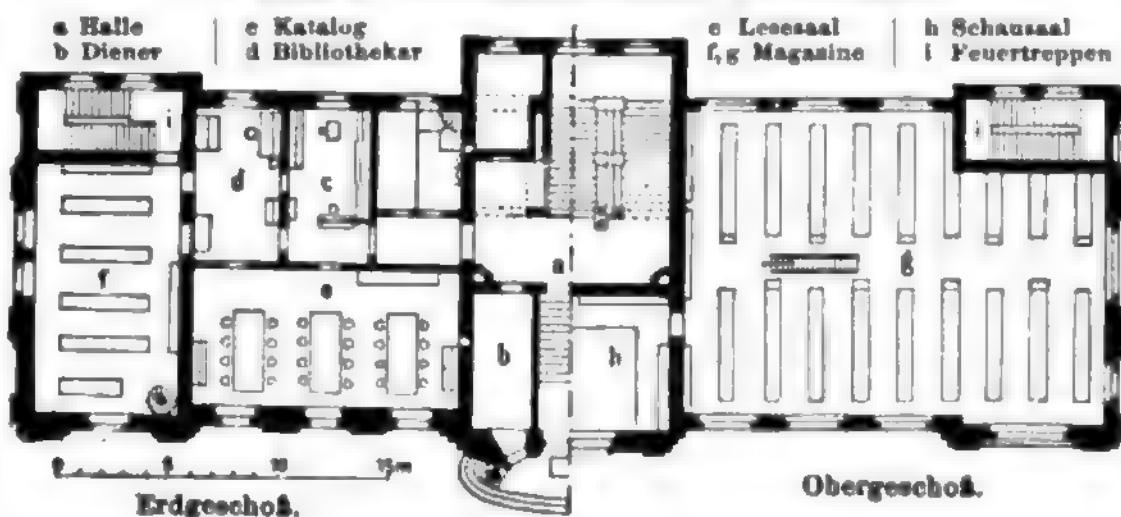 a Halle
b Diener
c Katalog
d Bibliothekar
e Lesesaal
f, g Magazine
h Schausaal
i Feuertreppen
i
i
d
c
f
e
a
g
b
h
0 5 10 15 m
Erdgeschoß.
Obergeschoß.